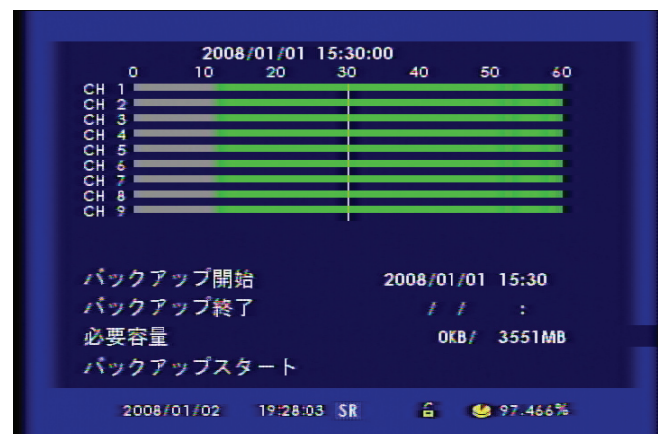 2008/01/01 15:30:00
0 10 20 30 40 50 60
CH 1
CH 2
CH 3
CH 4
CH 5
CH 6
CH 7
CH 8
CH 9
バックアップ開始 2008/01/01 15:30
バックアップ終了 / / :
必要容量 0KB/ 3551MB
バックアップスタート
2008/01/02 19:28:03 SR 97.466%